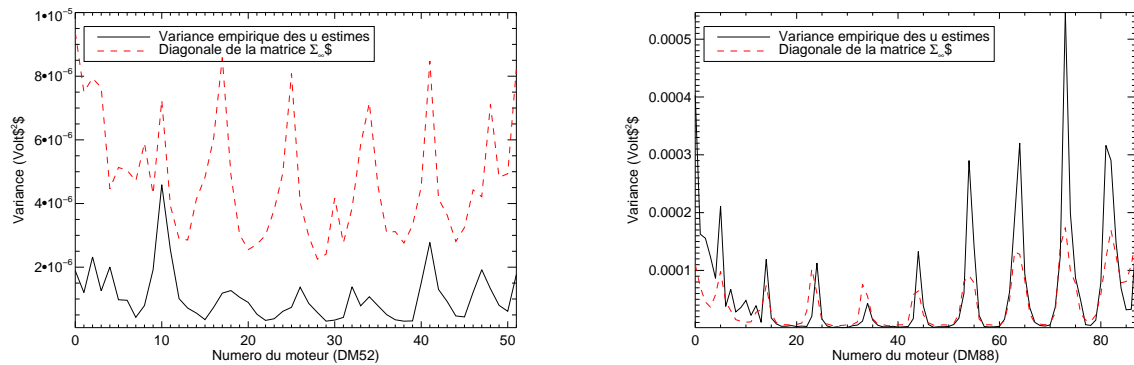 1•10⁻⁵
8•10⁻⁶
6•10⁻⁶
4•10⁻⁶
2•10⁻⁶
Variance (Volt$²$)
Variance empirique des u estimes
Diagonale de la matrice Σ∞$
0 10 20 30 40 50
Numero du moteur (DM52)
0.0005
0.0004
0.0003
0.0002
0.0001
Variance (Volt$²$)
Variance empirique des u estimes
Diagonale de la matrice Σ∞$
0 20 40 60 80
Numero du moteur (DM88)